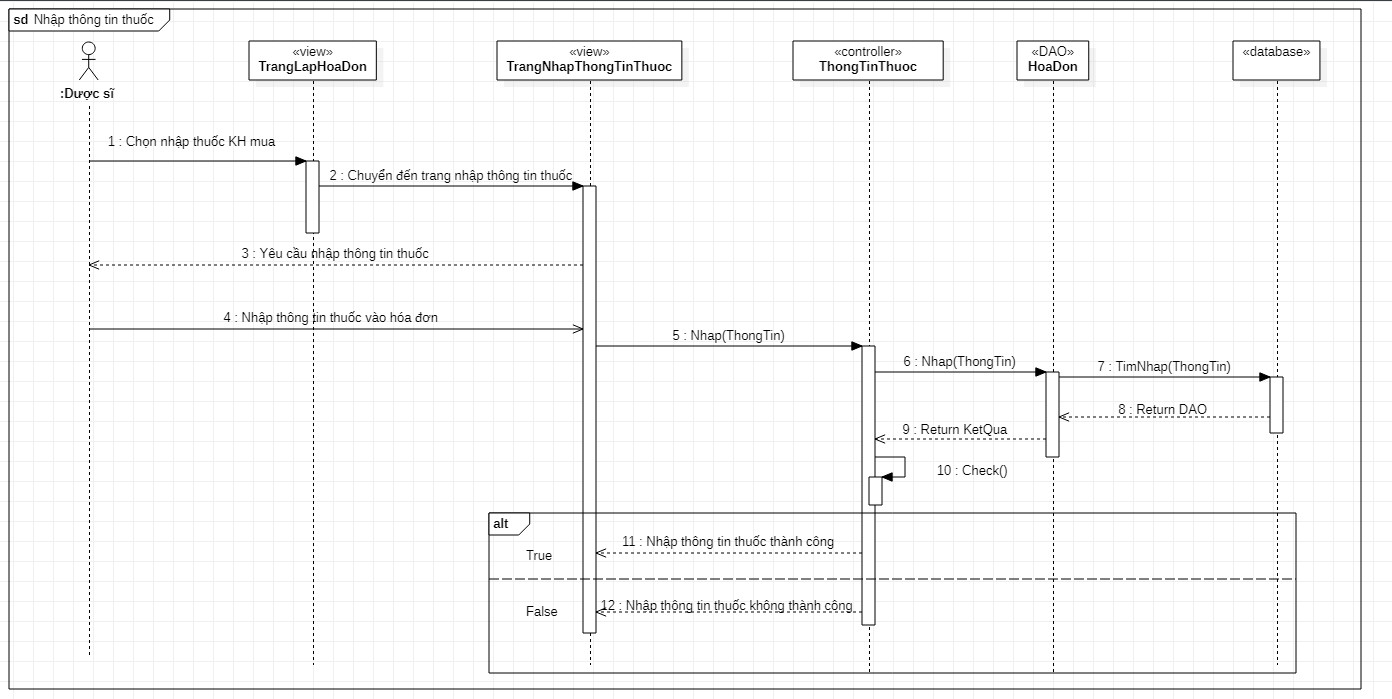 sd Nhập thông tin thuốc
«view»
TrangLapHoaDon
«view»
TrangNhapThongTinThuoc
«controller»
ThongTinThuoc
«DAO»
HoaDon
«database»
:Dược sĩ
1 : Chọn nhập thuốc KH mua
2 : Chuyển đến trang nhập thông tin thuốc
3 : Yêu cầu nhập thông tin thuốc
4 : Nhập thông tin thuốc vào hóa đơn
5 : Nhap(ThongTin)
6 : Nhap(ThongTin)
7 : TimNhap(ThongTin)
8 : Return DAO
9 : Return KetQua
10 : Check()
alt
11 : Nhập thông tin thuốc thành công
True
12 : Nhập thông tin thuốc không thành công
False